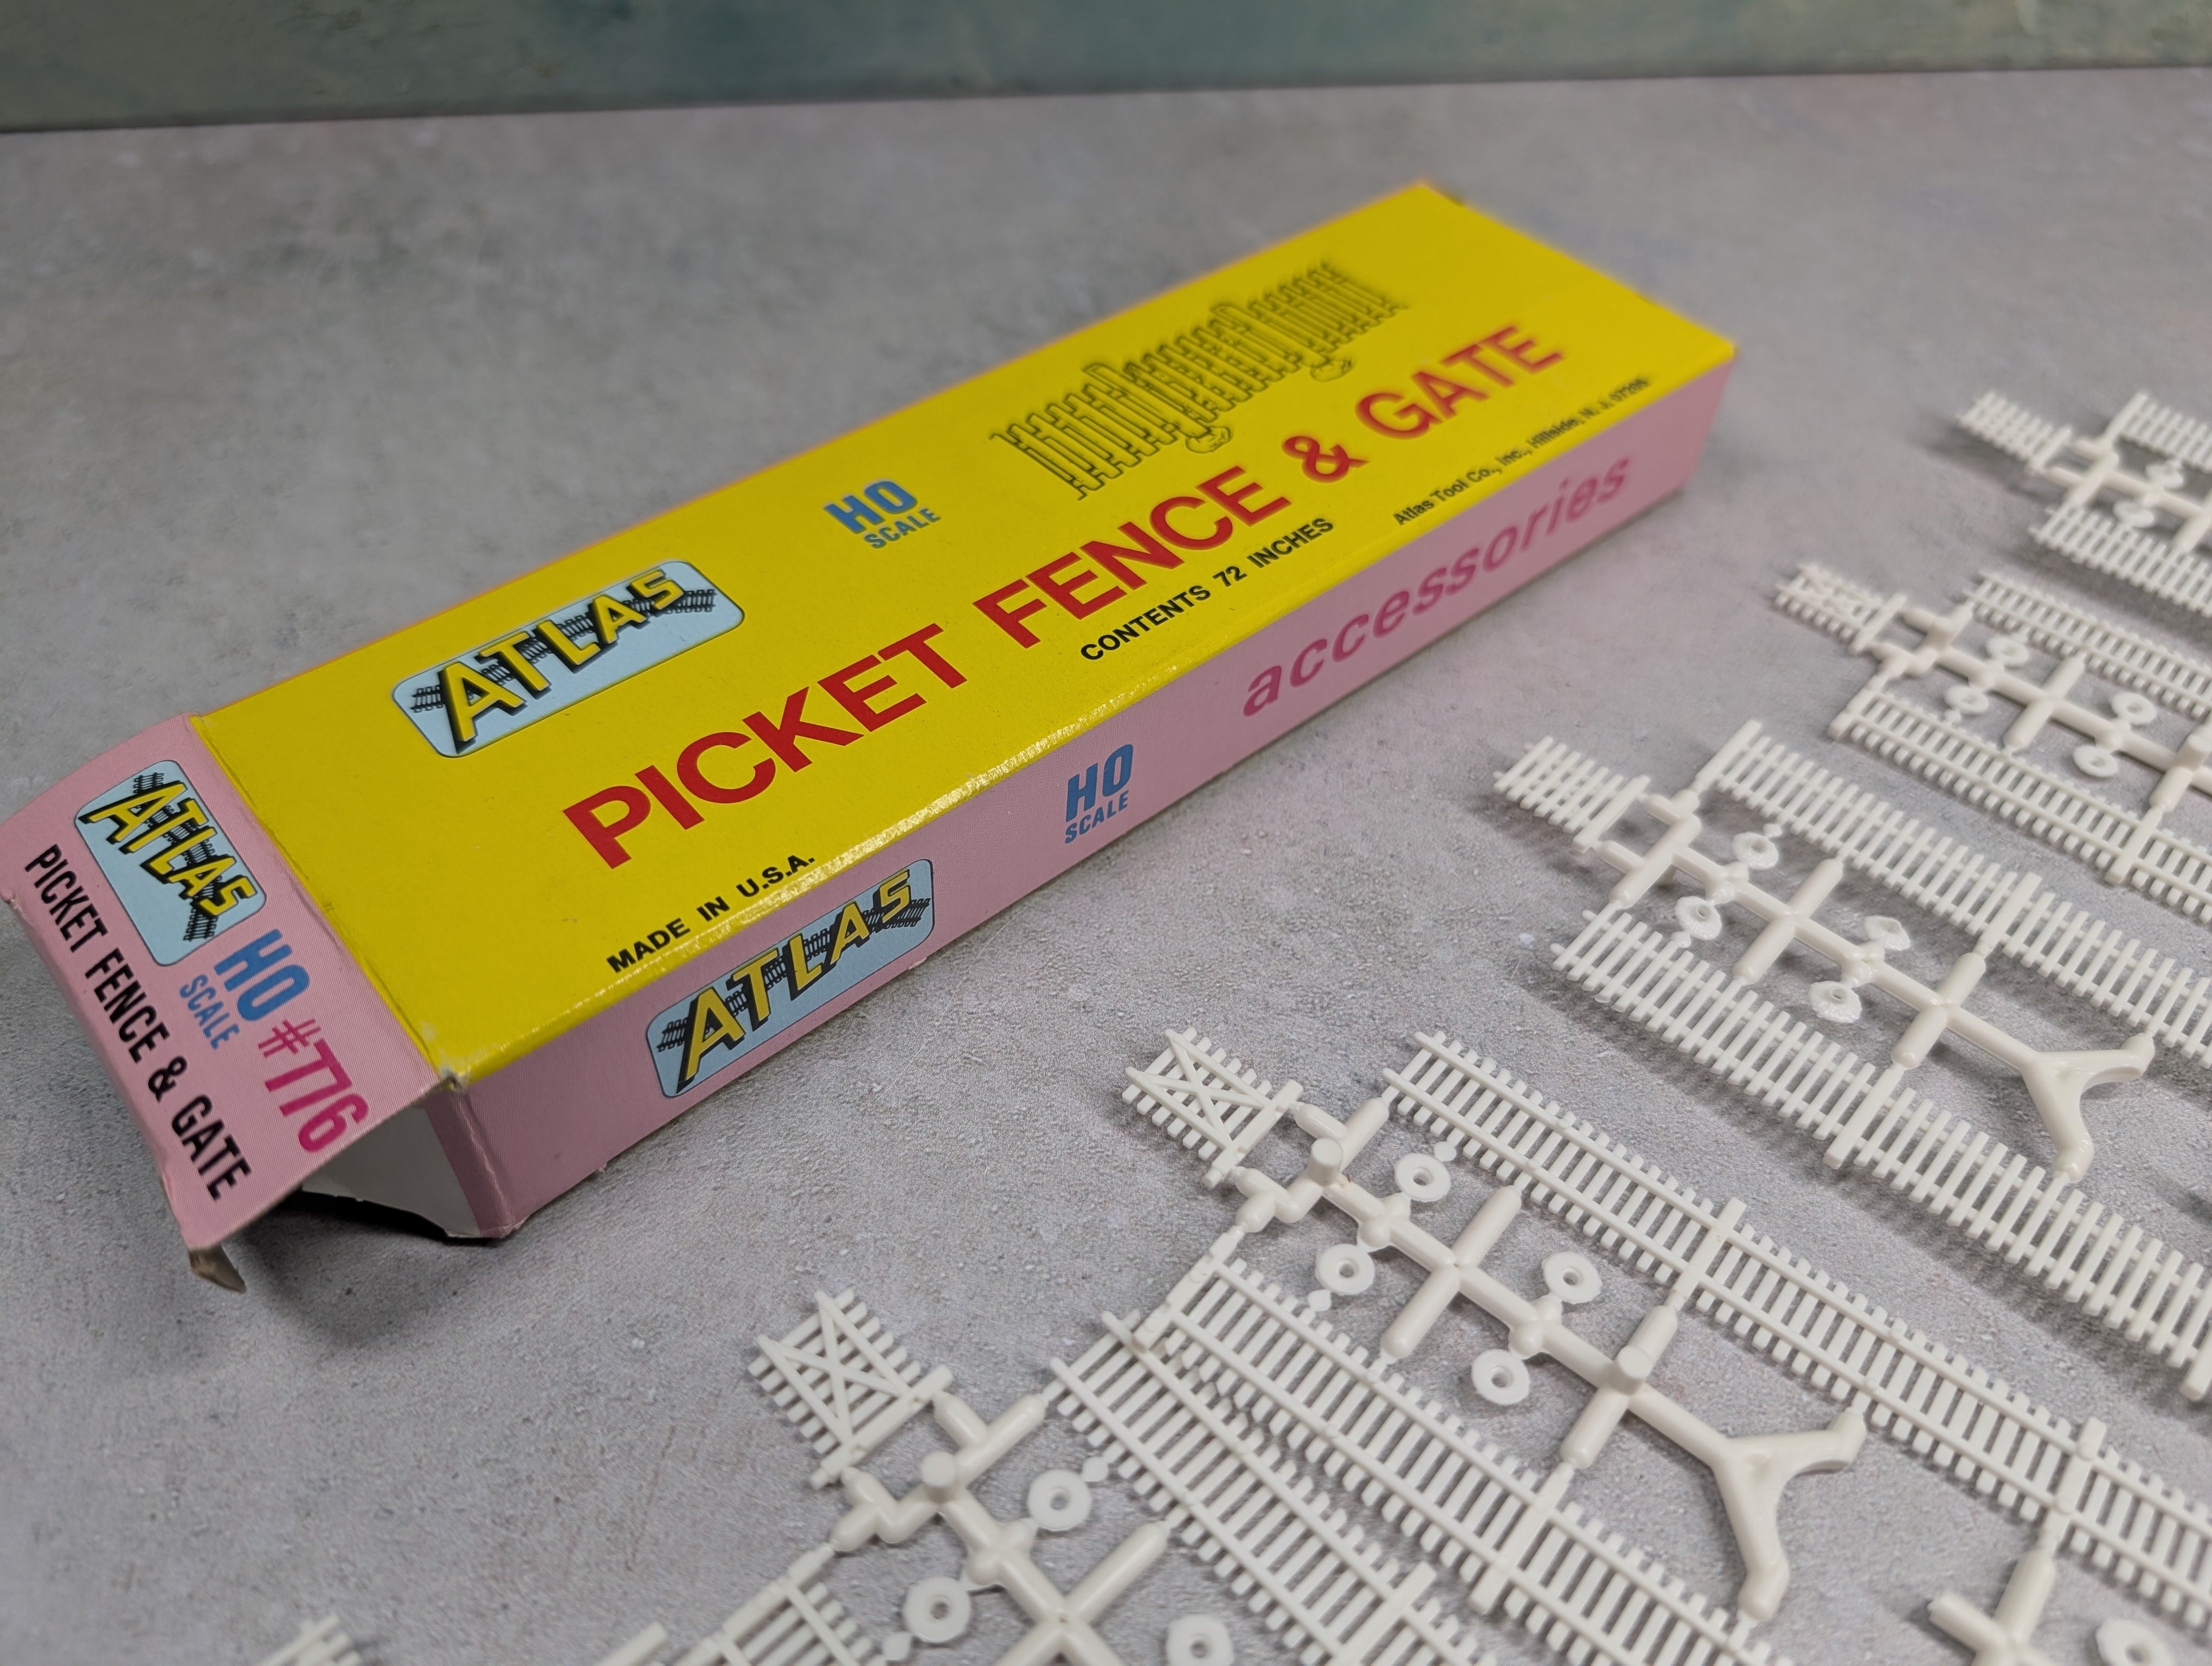 ATLAS
HO
SCALE
PICKET FENCE & GATE
CONTENTS 72 INCHES
MADE IN U.S.A.
Atlas Tool Co., Inc., Hillside, N. J. 07205
ATLAS
HO
SCALE
accessories
ATLAS
HO
SCALE
#776
PICKET FENCE & GATE